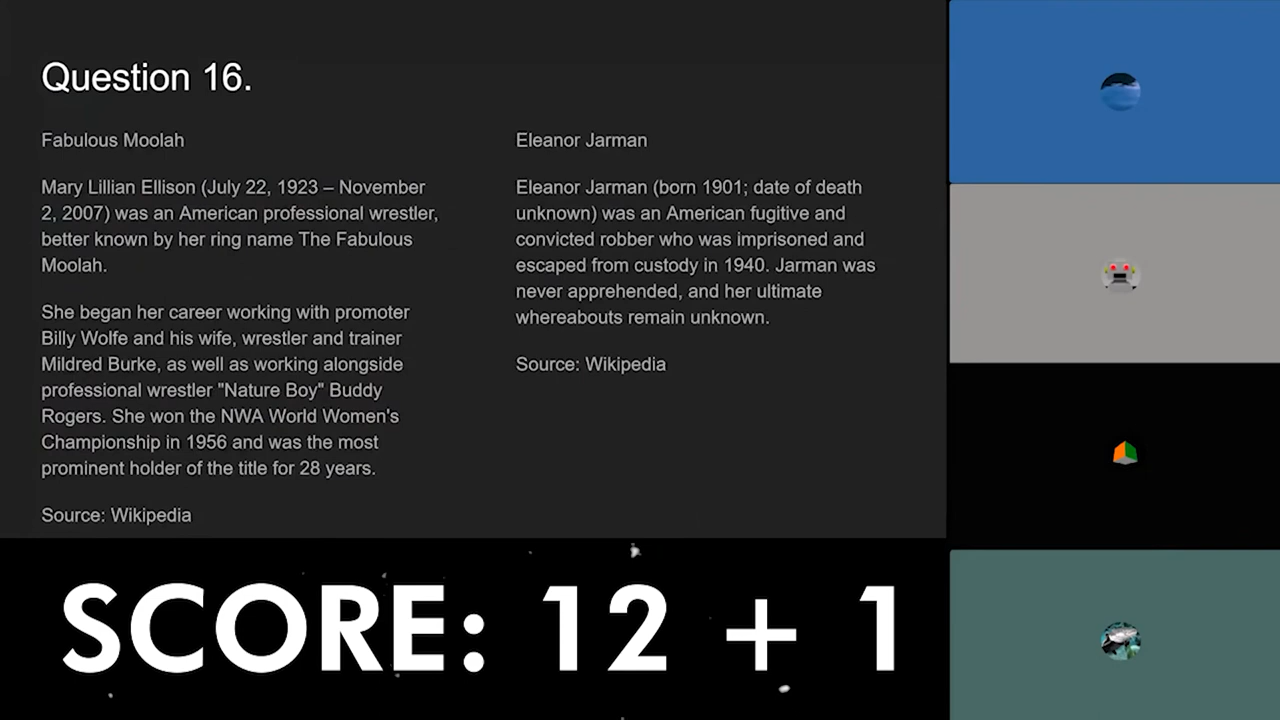 Question 16.
Fabulous Moolah
Mary Lillian Ellison (July 22, 1923 – November
2, 2007) was an American professional wrestler,
better known by her ring name The Fabulous
Moolah.
She began her career working with promoter
Billy Wolfe and his wife, wrestler and trainer
Mildred Burke, as well as working alongside
professional wrestler "Nature Boy" Buddy
Rogers. She won the NWA World Women's
Championship in 1956 and was the most
prominent holder of the title for 28 years.
Source: Wikipedia
Eleanor Jarman
Eleanor Jarman (born 1901; date of death
unknown) was an American fugitive and
convicted robber who was imprisoned and
escaped from custody in 1940. Jarman was
never apprehended, and her ultimate
whereabouts remain unknown.
Source: Wikipedia
SCORE: 12 + 1